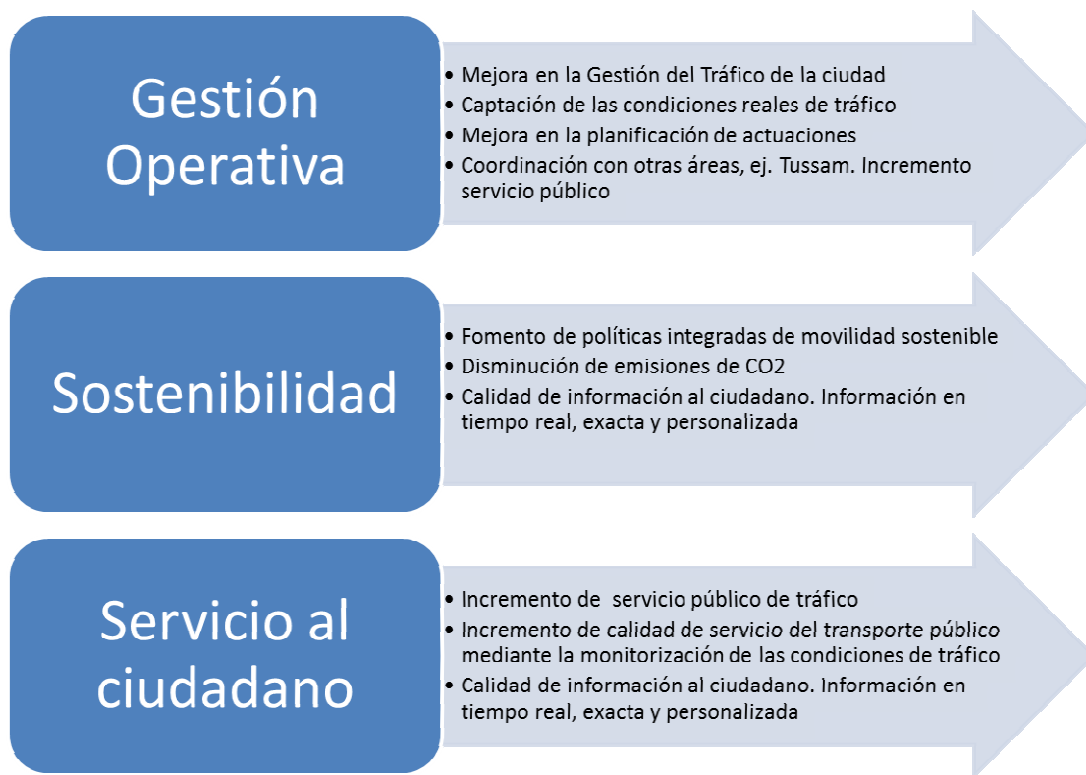 Gestión
Operativa
• Mejora en la Gestión del Tráfico de la ciudad
• Captación de las condiciones reales de tráfico
• Mejora en la planificación de actuaciones
• Coordinación con otras áreas, ej. Tussam. Incremento
servicio público
Sostenibilidad
• Fomento de políticas integradas de movilidad sostenible
• Disminución de emisiones de CO2
• Calidad de información al ciudadano. Información en
tiempo real, exacta y personalizada
Servicio al
ciudadano
• Incremento de servicio público de tráfico
• Incremento de calidad de servicio del transporte público
mediante la monitorización de las condiciones de tráfico
• Calidad de información al ciudadano. Información en
tiempo real, exacta y personalizada